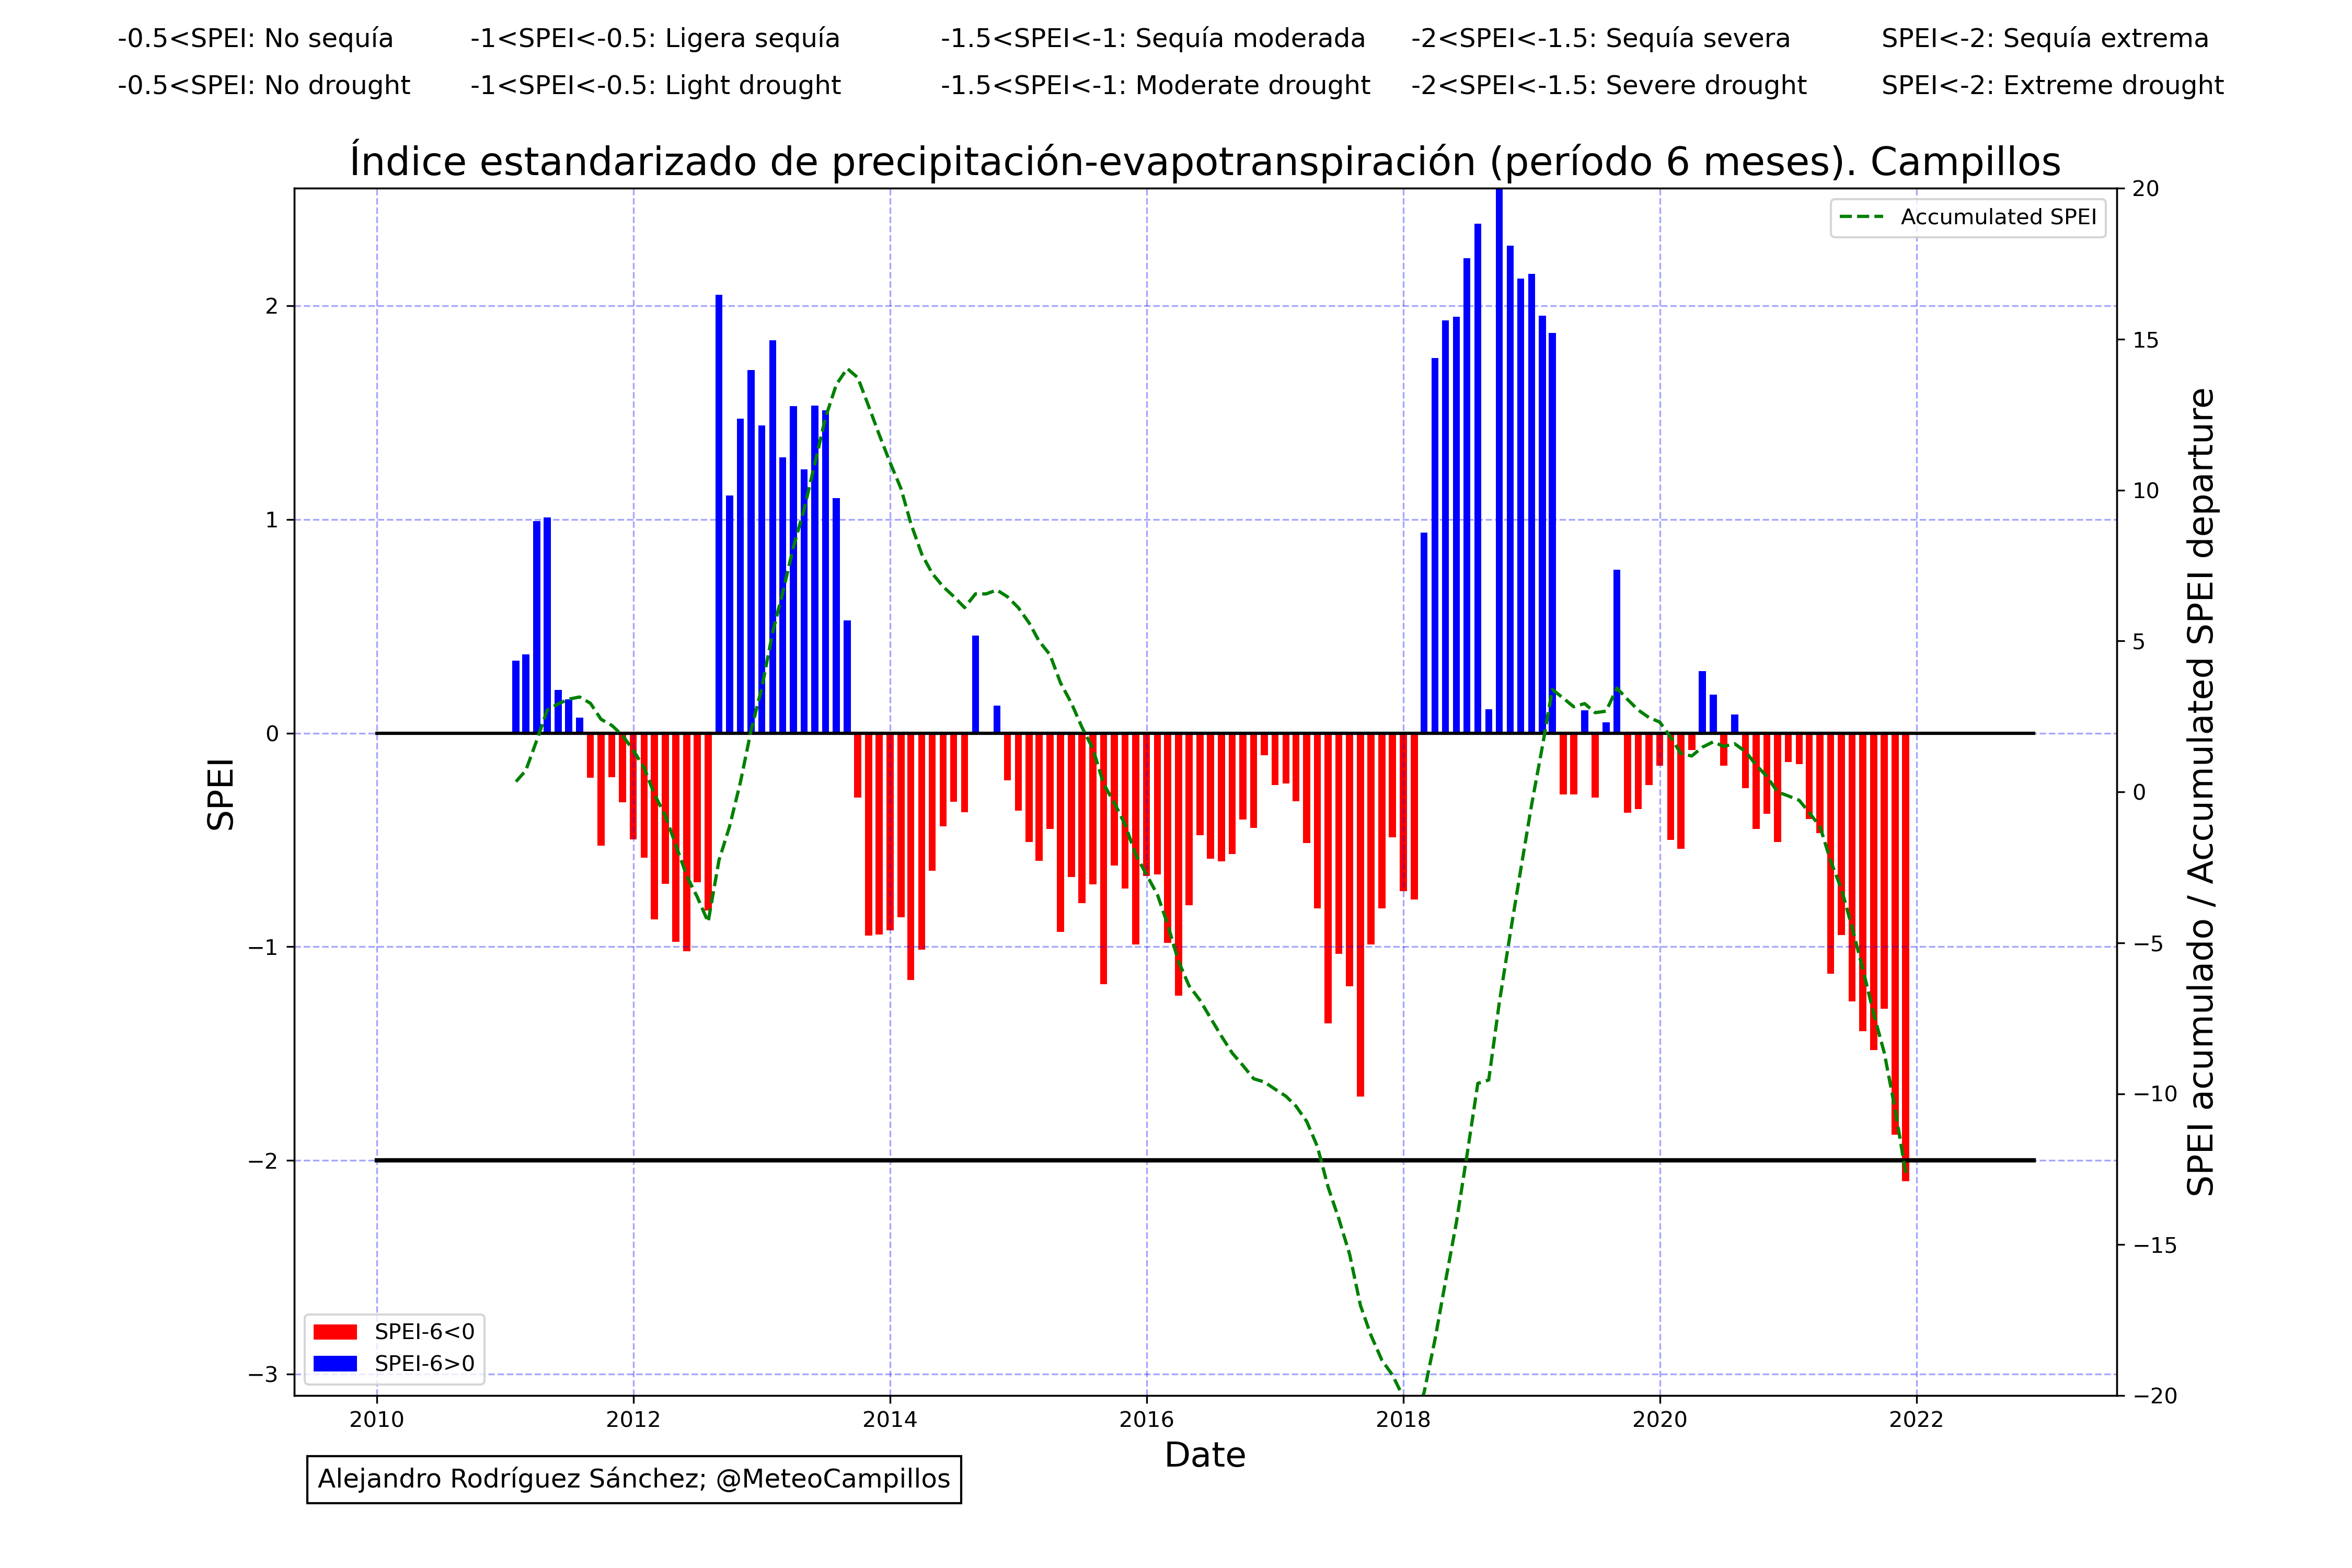 -0.5<SPEI: No sequía -1<SPEI<-0.5: Ligera sequía -1.5<SPEI<-1: Sequía moderada -2<SPEI<-1.5: Sequía severa SPEI<-2: Sequía extrema
-0.5<SPEI: No drought -1<SPEI<-0.5: Light drought -1.5<SPEI<-1: Moderate drought -2<SPEI<-1.5: Severe drought SPEI<-2: Extreme drought
Índice estandarizado de precipitación-evapotranspiración (período 6 meses). Campillos
Accumulated SPEI
SPEI
2
1
0
−1
−2
−3
20
15
10
5
0
−5
−10
−15
−20
SPEI acumulado / Accumulated SPEI departure
SPEI-6<0
SPEI-6>0
2010 2012 2014 2016 2018 2020 2022
Date
Alejandro Rodríguez Sánchez; @MeteoCampillos